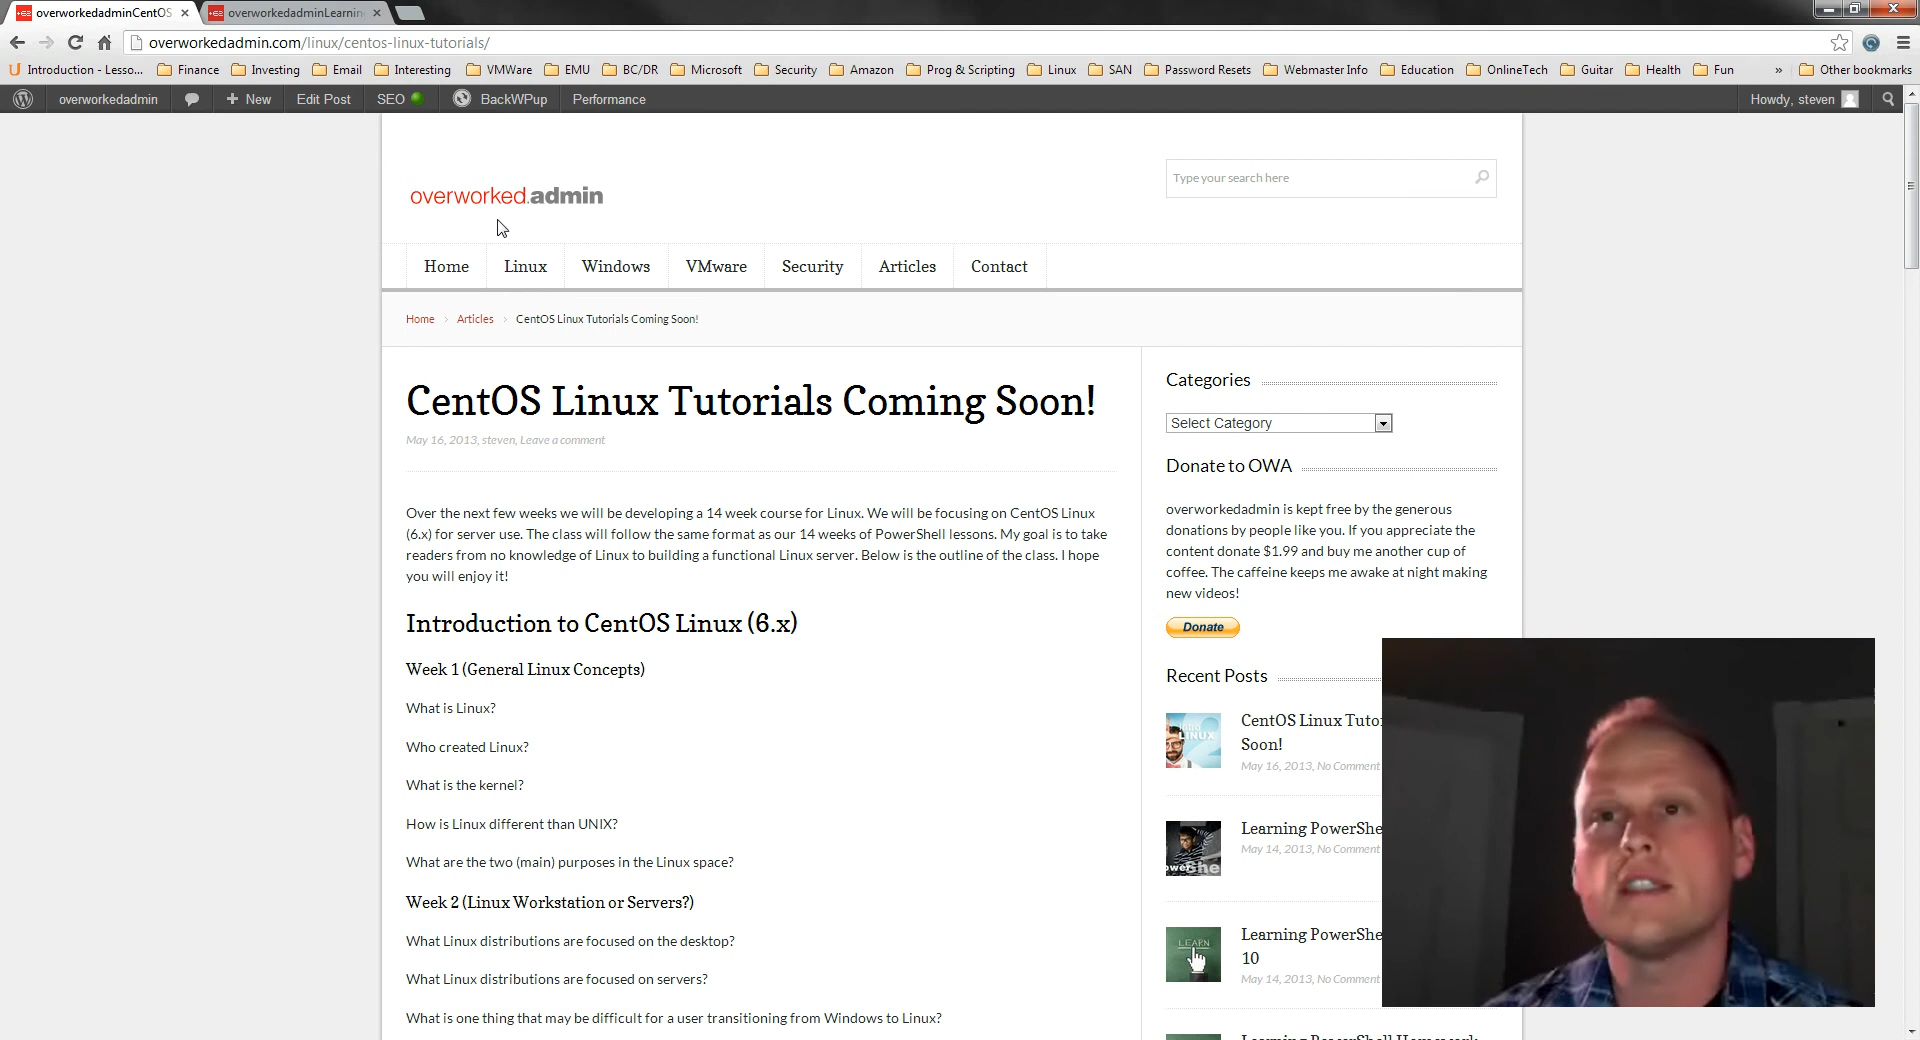 overworkedadminCentOS
overworkedadminLearnin
overworkedadmin.com/linux/centos-linux-tutorials/
Introduction - Lesso... Finance Investing Email Interesting VMWare EMU BC/DR Microsoft Security Amazon Prog & Scripting Linux SAN Password Resets Webmaster Info Education OnlineTech Guitar Health Fun » Other bookmarks
overworkedadmin + New Edit Post SEO BackWPup Performance Howdy, steven
Type your search here
overworked.admin
Home Linux Windows VMware Security Articles Contact
Home > Articles > CentOS Linux Tutorials Coming Soon!
CentOS Linux Tutorials Coming Soon!
May 16, 2013, steven, Leave a comment
Over the next few weeks we will be developing a 14 week course for Linux. We will be focusing on CentOS Linux
(6.x) for server use. The class will follow the same format as our 14 weeks of PowerShell lessons. My goal is to take
readers from no knowledge of Linux to building a functional Linux server. Below is the outline of the class. I hope
you will enjoy it!
Introduction to CentOS Linux (6.x)
Week 1 (General Linux Concepts)
What is Linux?
Who created Linux?
What is the kernel?
How is Linux different than UNIX?
What are the two (main) purposes in the Linux space?
Week 2 (Linux Workstation or Servers?)
What Linux distributions are focused on the desktop?
What Linux distributions are focused on servers?
What is one thing that may be difficult for a user transitioning from Windows to Linux?
Categories
Select Category
Donate to OWA
overworkedadmin is kept free by the generous
donations by people like you. If you appreciate the
content donate $1.99 and buy me another cup of
coffee. The caffeine keeps me awake at night making
new videos!
Donate
Recent Posts
CentOS Linux Tutor
Soon!
May 16, 2013, No Comment
LINUX
Learning PowerShe
May 14, 2013, No Comment
owerShe
Learning PowerShe
10
May 14, 2013, No Comment
LEARN
Learning PowerShell Homework